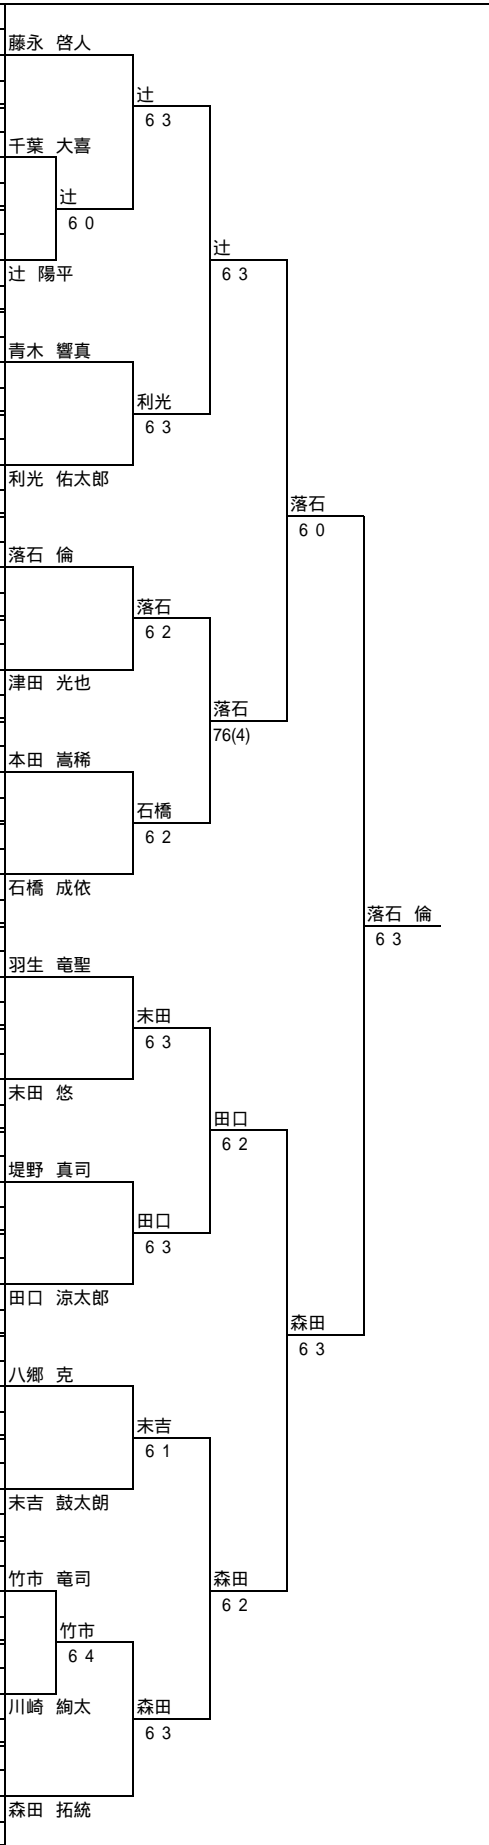 藤永 啓人
辻
6 3
千葉 大喜
辻
6 0
辻
6 3
辻 陽平
青木 響真
利光
6 3
利光 佑太郎
落石
6 0
落石 倫
落石
6 2
津田 光也
落石
76(4)
本田 嵩稀
石橋
6 2
石橋 成依
落石 倫
6 3
羽生 竜聖
末田
6 3
末田 悠
田口
6 2
堤野 真司
田口
6 3
田口 涼太郎
森田
6 3
八郷 克
末吉
6 1
末吉 鼓太朗
竹市 竜司
森田
6 2
竹市
6 4
川崎 絢太
森田
6 3
森田 拓統